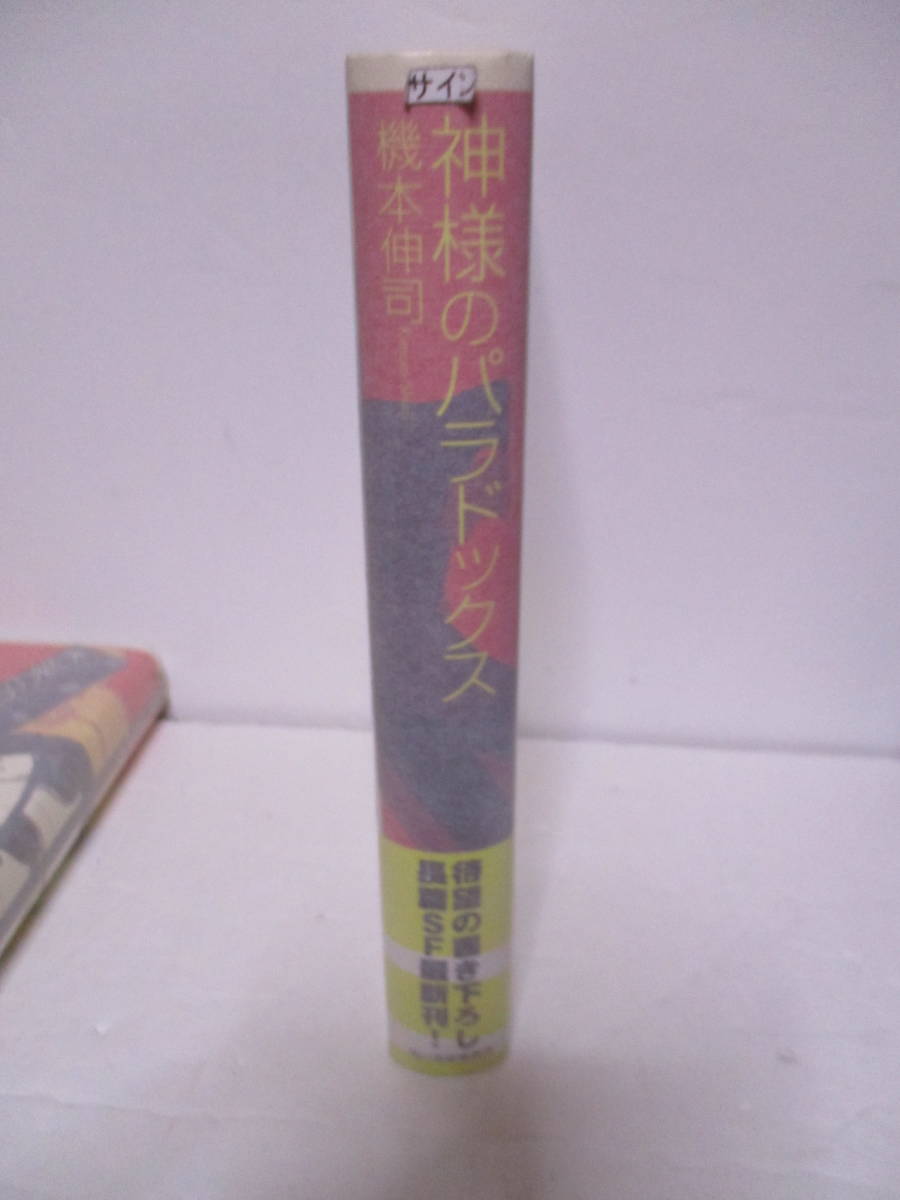 サイン
神様のパラドックス
機本伸司
待望の書き下ろし
長篇SF最新刊!